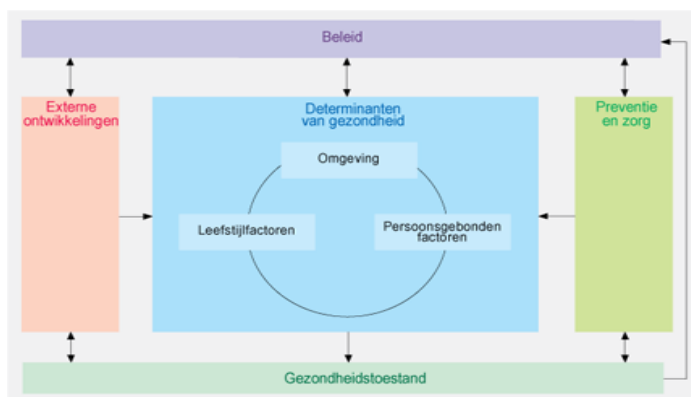 Beleid
Externe
ontwikkelingen
Determinanten
van gezondheid
Preventie
en zorg
Omgeving
Leefstijlfactoren
Persoonsgebonden
factoren
Gezondheidstoestand